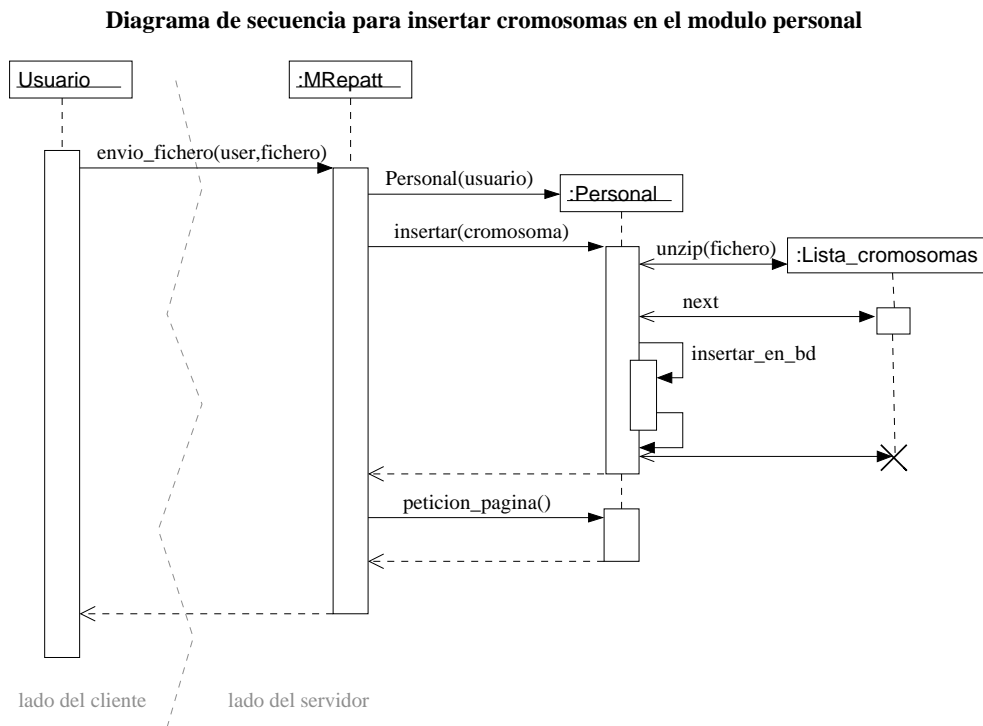 Diagrama de secuencia para insertar cromosomas en el modulo personal
Usuario
:MRepatt
envio_fichero(user,fichero)
Personal(usuario)
:Personal
insertar(cromosoma)
unzip(fichero)
:Lista_cromosomas
next
insertar_en_bd
peticion_pagina()
lado del cliente
lado del servidor